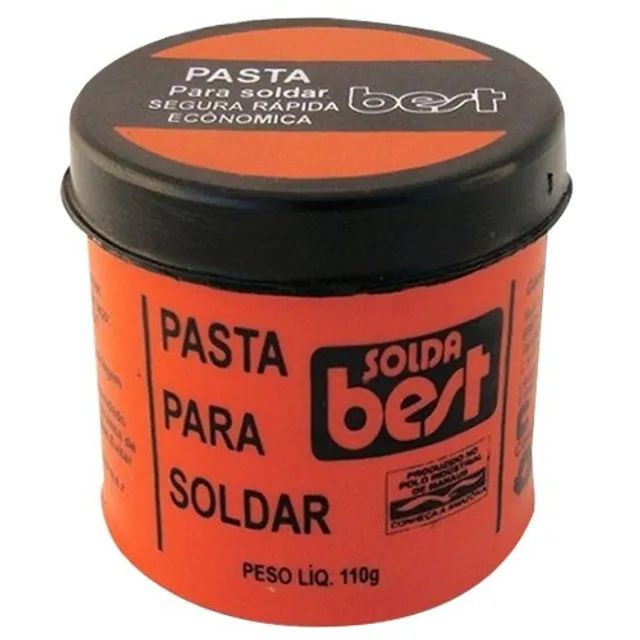 PASTA
Para soldar
SEGURA RÁPIDA
ECÔNOMICA
best
PASTA
PARA
SOLDAR
SOLDA
best
PRODUZIDO NO
POLO INDUSTRIAL
DE MANAUS
CONHEÇA A AMAZÔNIA
PESO LÍQ. 110g